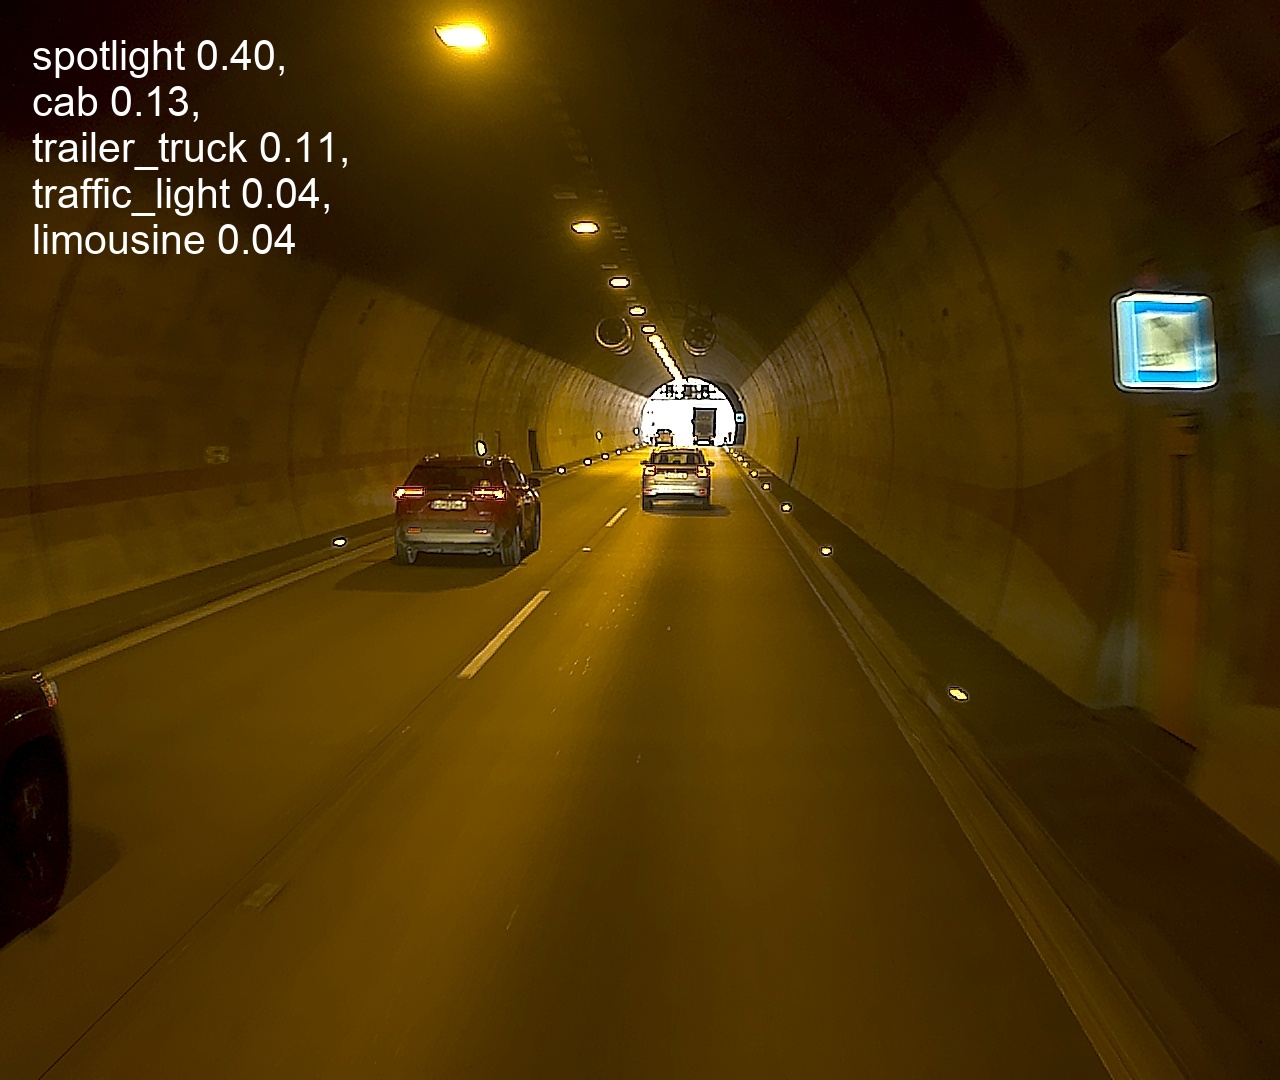 spotlight 0.40,
cab 0.13,
trailer_truck 0.11,
traffic_light 0.04,
limousine 0.04